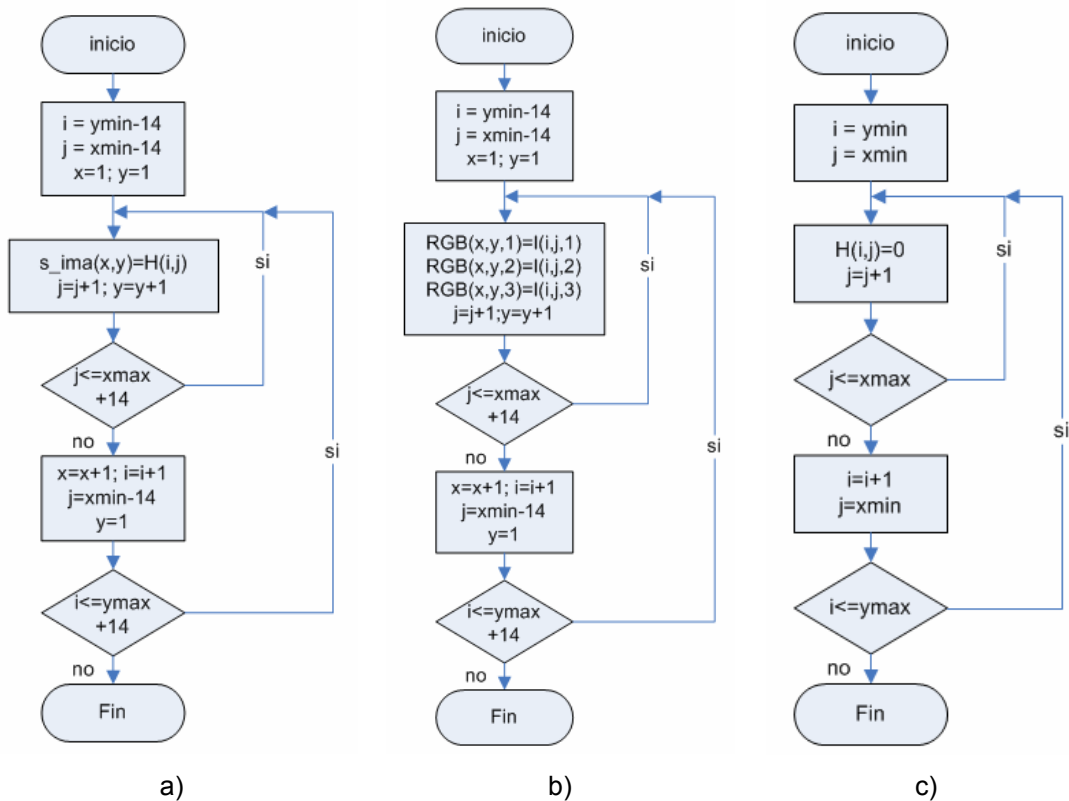 inicio
i = ymin-14
j = xmin-14
x=1; y=1
s_ima(x,y)=H(i,j)
j=j+1; y=y+1
si
j<=xmax
+14
no
x=x+1; i=i+1
j=xmin-14
y=1
si
i<=ymax
+14
no
Fin
a)
inicio
i = ymin-14
j = xmin-14
x=1; y=1
RGB(x,y,1)=I(i,j,1)
RGB(x,y,2)=I(i,j,2)
RGB(x,y,3)=I(i,j,3)
j=j+1;y=y+1
si
j<=xmax
+14
no
x=x+1; i=i+1
j=xmin-14
y=1
si
i<=ymax
+14
no
Fin
b)
inicio
i = ymin
j = xmin
H(i,j)=0
j=j+1
si
j<=xmax
no
i=i+1
j=xmin
si
i<=ymax
no
Fin
c)